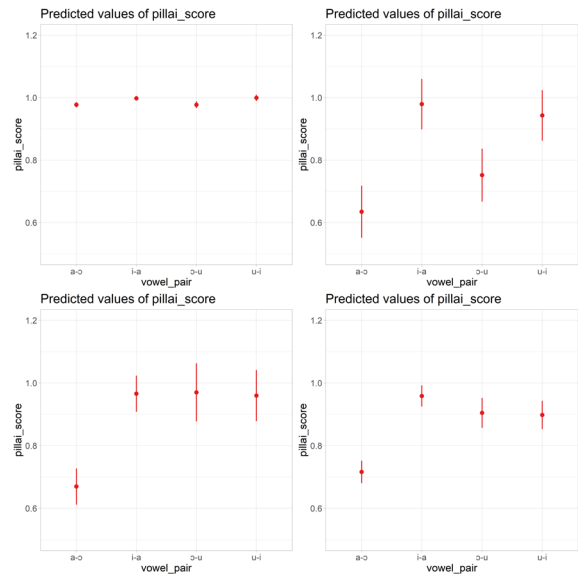 Predicted values of pillai_score
1.2
1.0
0.8
0.6
pillai_score
a-ɔ
i-a
ɔ-u
u-i
vowel_pair
Predicted values of pillai_score
1.2
1.0
0.8
0.6
pillai_score
a-ɔ
i-a
ɔ-u
u-i
vowel_pair
Predicted values of pillai_score
1.2
1.0
0.8
0.6
pillai_score
a-ɔ
i-a
ɔ-u
u-i
vowel_pair
Predicted values of pillai_score
1.2
1.0
0.8
0.6
pillai_score
a-ɔ
i-a
ɔ-u
u-i
vowel_pair